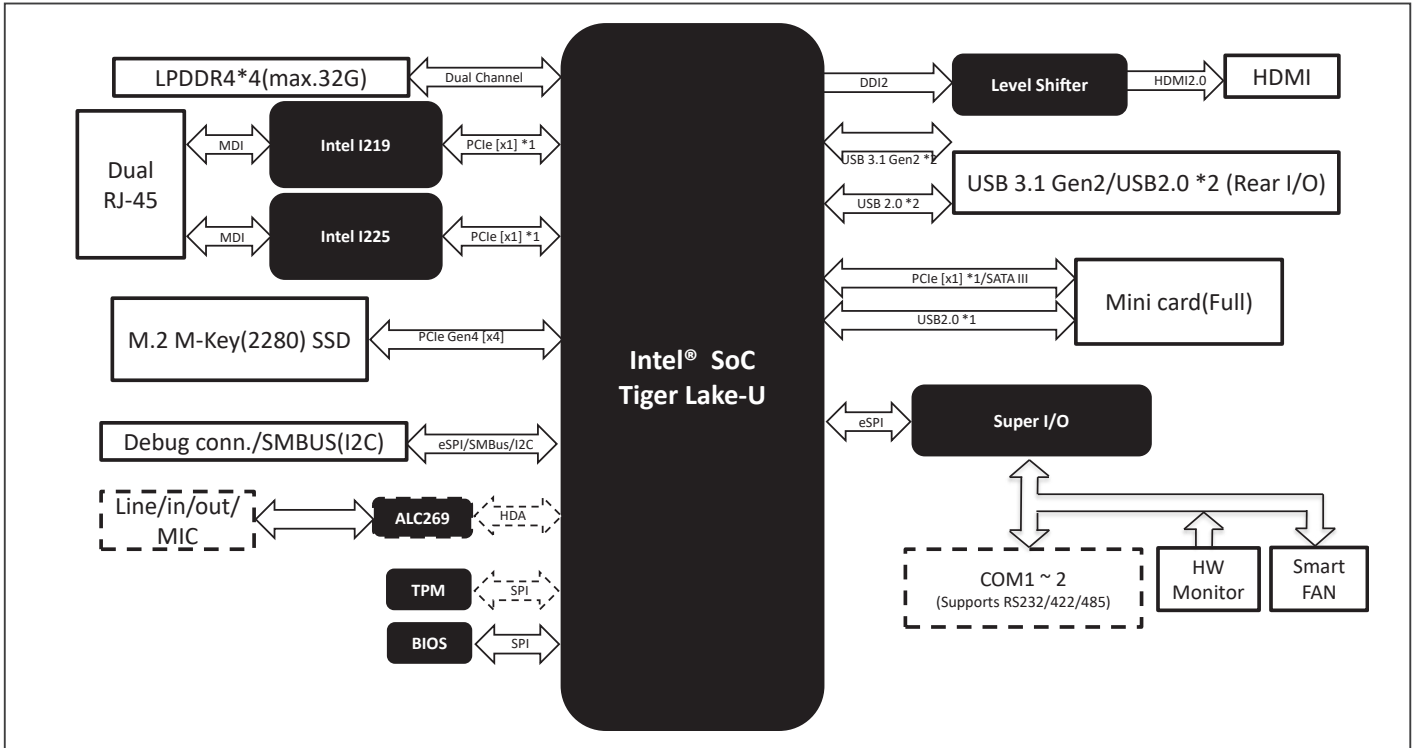 LPDDR4*4(max.32G)
Dual Channel
Dual
RJ-45
MDI
Intel I219
PCIe [x1] *1
MDI
Intel I225
PCIe [x1] *1
M.2 M-Key(2280) SSD
PCIe Gen4 [x4]
Debug conn./SMBUS(I2C)
eSPI/SMBus/I2C
Line/in/out/
MIC
ALC269
HDA
TPM
SPI
BIOS
SPI
Intel® SoC
Tiger Lake-U
DDI2
Level Shifter
HDMI2.0
HDMI
USB 3.1 Gen2 *2
USB 2.0 *2
USB 3.1 Gen2/USB2.0 *2 (Rear I/O)
PCIe [x1] *1/SATA III
USB2.0 *1
Mini card(Full)
eSPI
Super I/O
COM1 ~ 2
(Supports RS232/422/485)
HW
Monitor
Smart
FAN